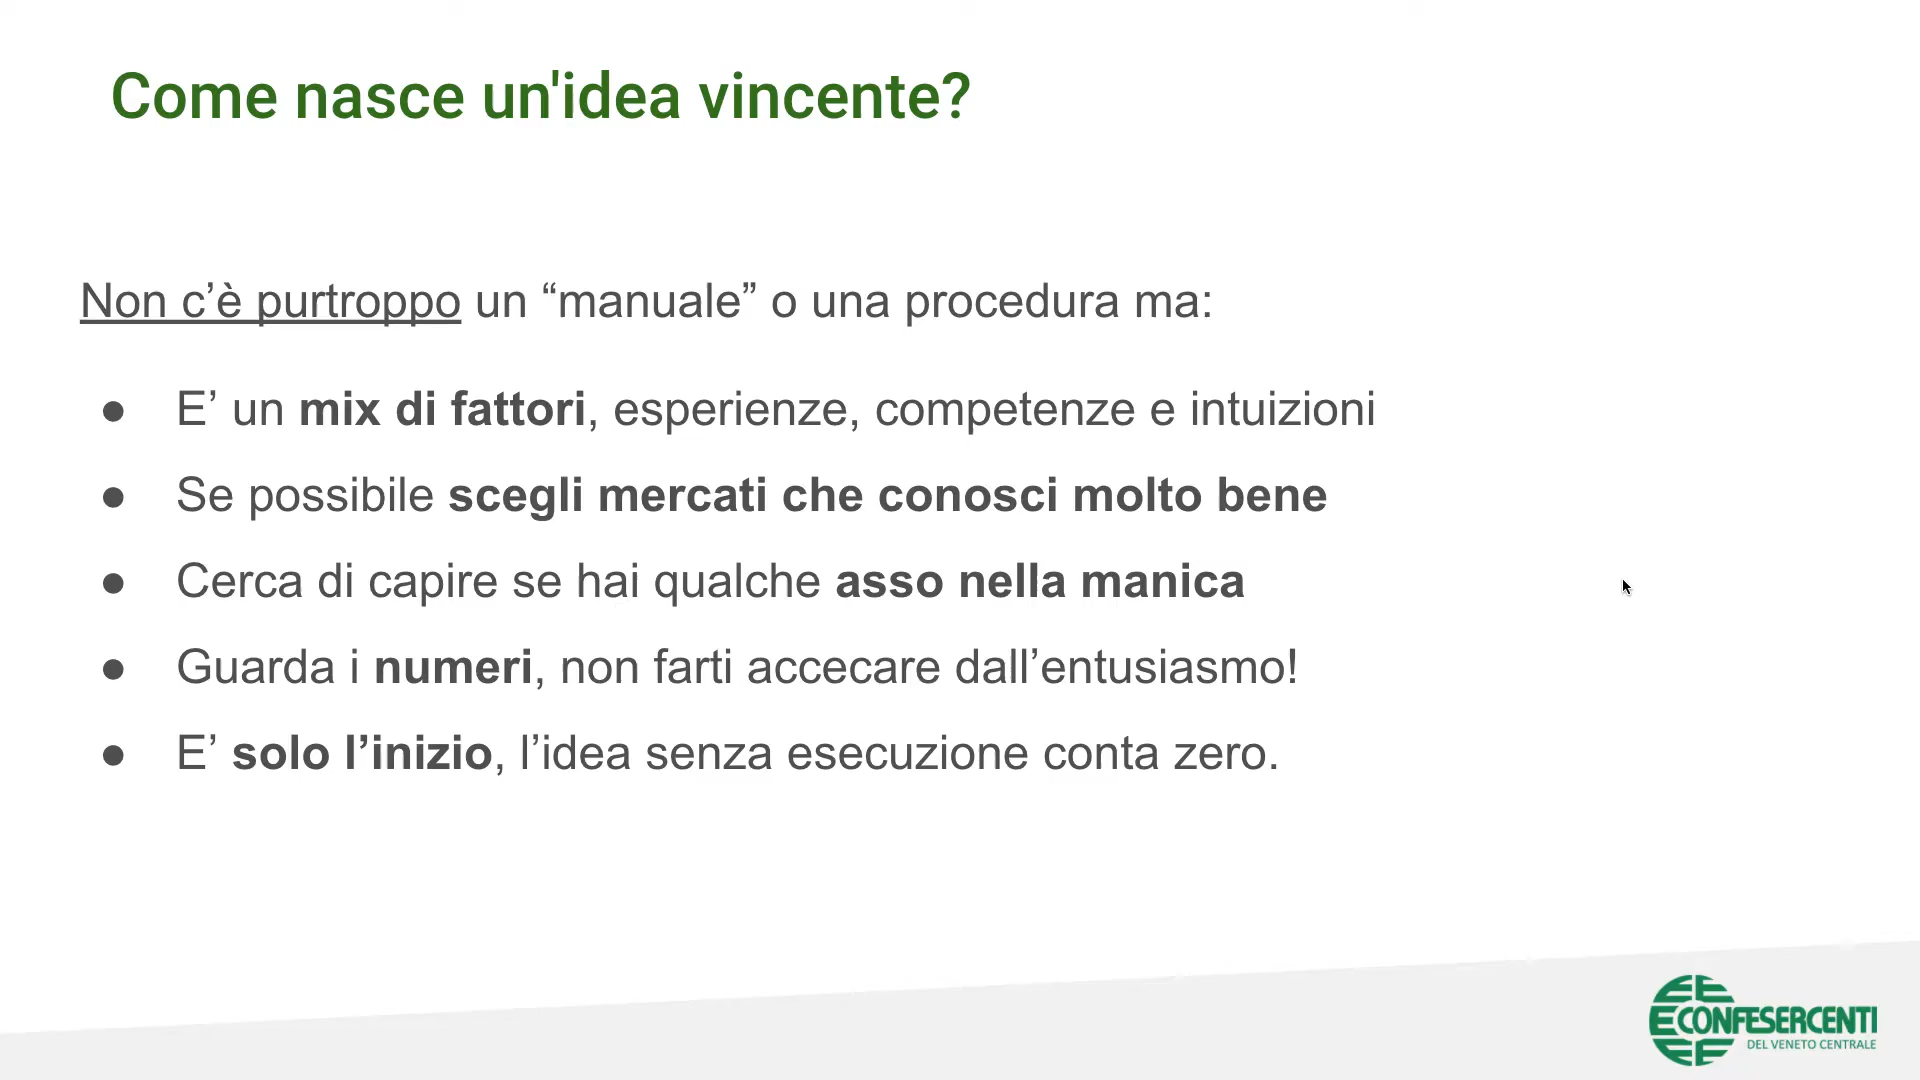 Come nasce un'idea vincente?
Non c’è purtroppo un “manuale” o una procedura ma:
● E’ un mix di fattori, esperienze, competenze e intuizioni
● Se possibile scegli mercati che conosci molto bene
● Cerca di capire se hai qualche asso nella manica
● Guarda i numeri, non farti accecare dall’entusiasmo!
● E’ solo l’inizio, l’idea senza esecuzione conta zero.
CONFESERCENTI
DEL VENETO CENTRALE